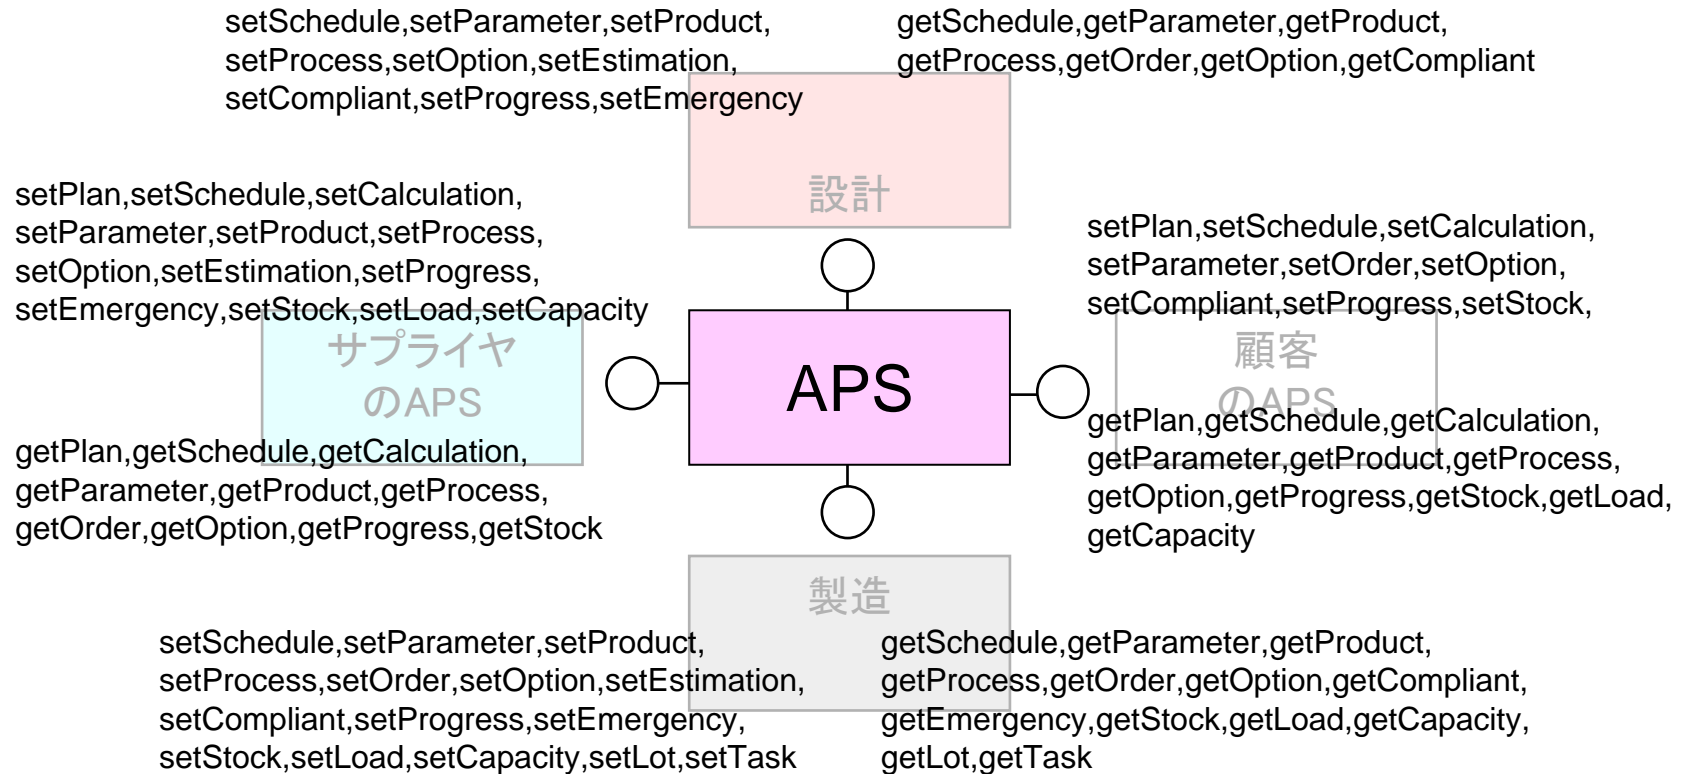 setSchedule,setParameter,setProduct,
setProcess,setOption,setEstimation,
setCompliant,setProgress,setEmergency
getSchedule,getParameter,getProduct,
getProcess,getOrder,getOption,getCompliant
設計
setPlan,setSchedule,setCalculation,
setParameter,setProduct,setProcess,
setOption,setEstimation,setProgress,
setEmergency,setStock,setLoad,setCapacity
setPlan,setSchedule,setCalculation,
setParameter,setOrder,setOption,
setCompliant,setProgress,setStock,
サプライヤ
のAPS
APS
顧客
のAPS
getPlan,getSchedule,getCalculation,
getParameter,getProduct,getProcess,
getOrder,getOption,getProgress,getStock
getPlan,getSchedule,getCalculation,
getParameter,getProduct,getProcess,
getOption,getProgress,getStock,getLoad,
getCapacity
製造
setSchedule,setParameter,setProduct,
setProcess,setOrder,setOption,setEstimation,
setCompliant,setProgress,setEmergency,
setStock,setLoad,setCapacity,setLot,setTask
getSchedule,getParameter,getProduct,
getProcess,getOrder,getOption,getCompliant,
getEmergency,getStock,getLoad,getCapacity,
getLot,getTask